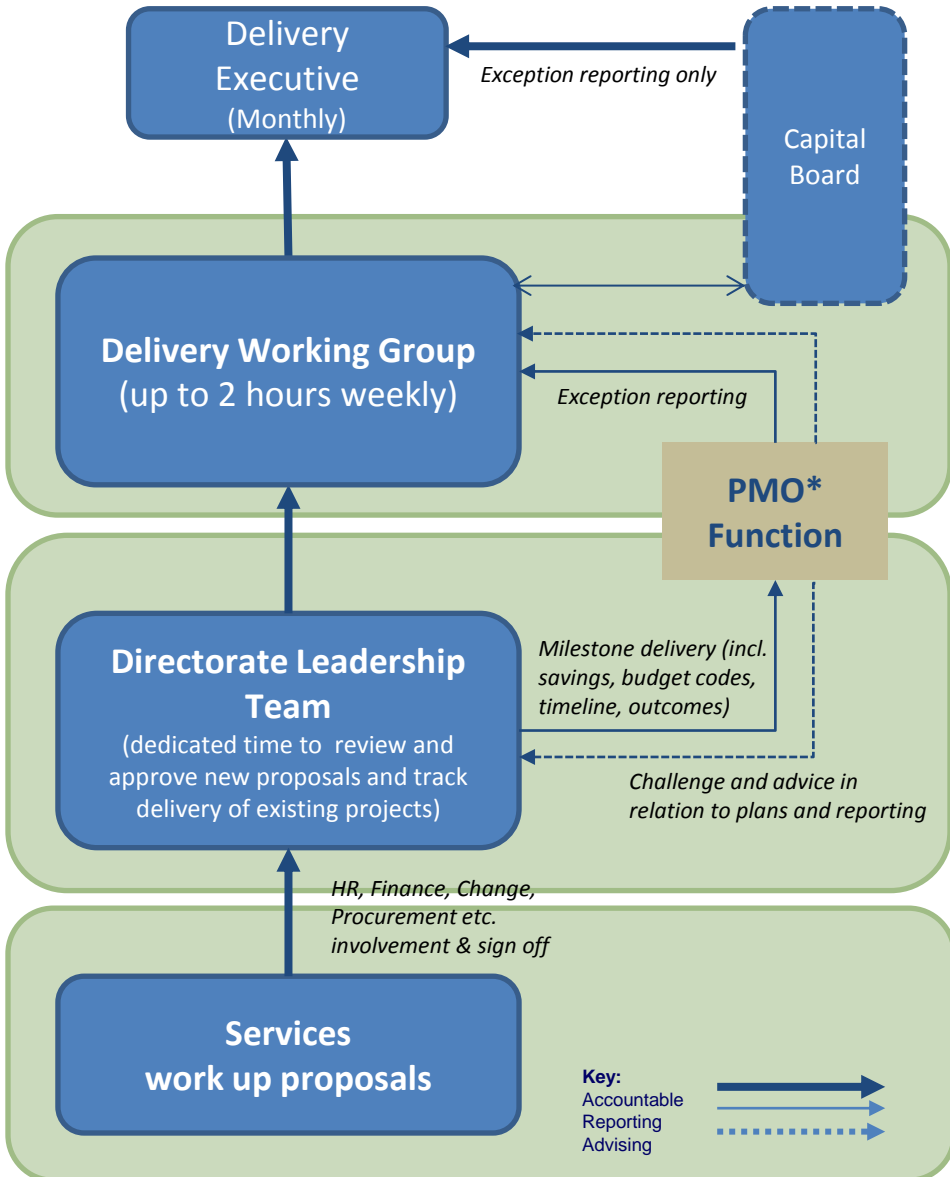 Delivery
Executive
(Monthly)
Exception reporting only
Capital
Board
Delivery Working Group
(up to 2 hours weekly)
Exception reporting
PMO*
Function
Directorate Leadership
Team
(dedicated time to review and
approve new proposals and track
delivery of existing projects)
Milestone delivery (incl.
savings, budget codes,
timeline, outcomes)
Challenge and advice in
relation to plans and reporting
HR, Finance, Change,
Procurement etc.
involvement & sign off
Services
work up proposals
Key:
Accountable
Reporting
Advising